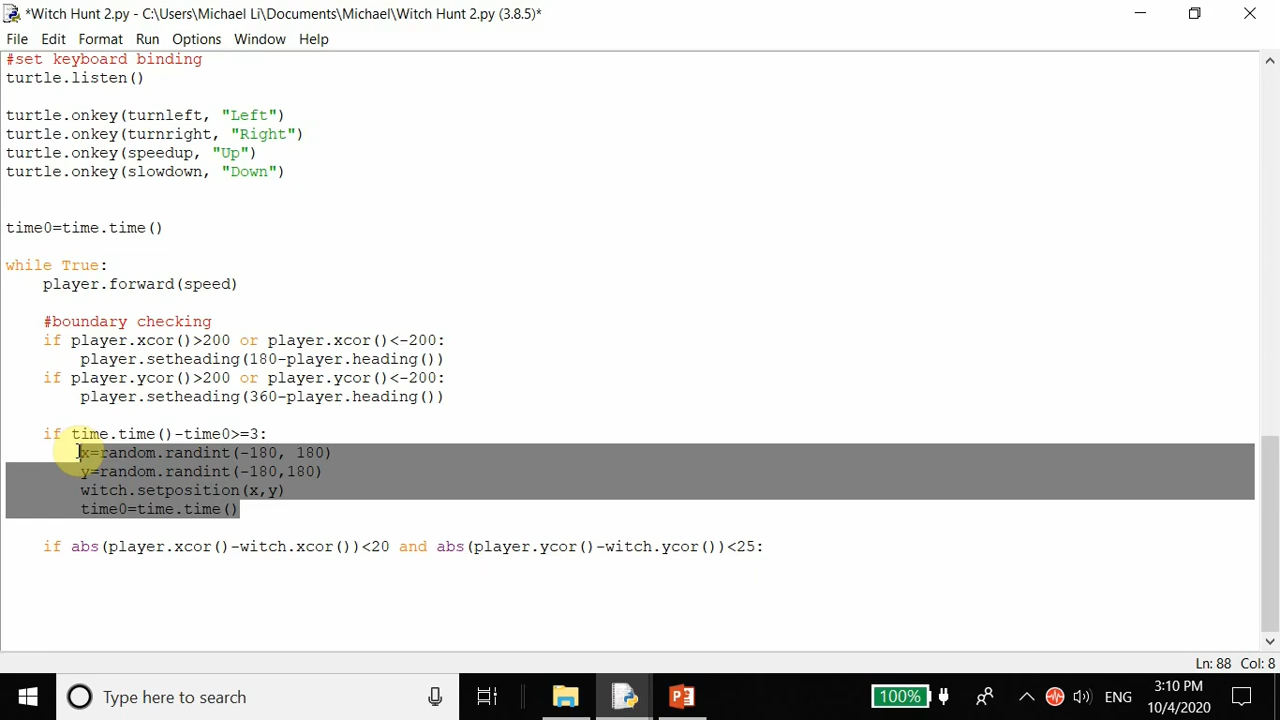 *Witch Hunt 2.py - C:\Users\Michael Li\Documents\Michael\Witch Hunt 2.py (3.8.5)*
File Edit Format Run Options Window Help
#set keyboard binding
turtle.listen()
turtle.onkey(turnleft, "Left")
turtle.onkey(turnright, "Right")
turtle.onkey(speedup, "Up")
turtle.onkey(slowdown, "Down")
time0=time.time()
while True:
player.forward(speed)
#boundary checking
if player.xcor()>200 or player.xcor()<-200:
player.setheading(180-player.heading())
if player.ycor()>200 or player.ycor()<-200:
player.setheading(360-player.heading())
if time.time()-time0>=3:
x=random.randint(-180, 180)
y=random.randint(-180,180)
witch.setposition(x,y)
time0=time.time()
if abs(player.xcor()-witch.xcor())<20 and abs(player.ycor()-witch.ycor())<25:
Ln: 88 Col: 8
Type here to search
100%
ENG
3:10 PM
10/4/2020